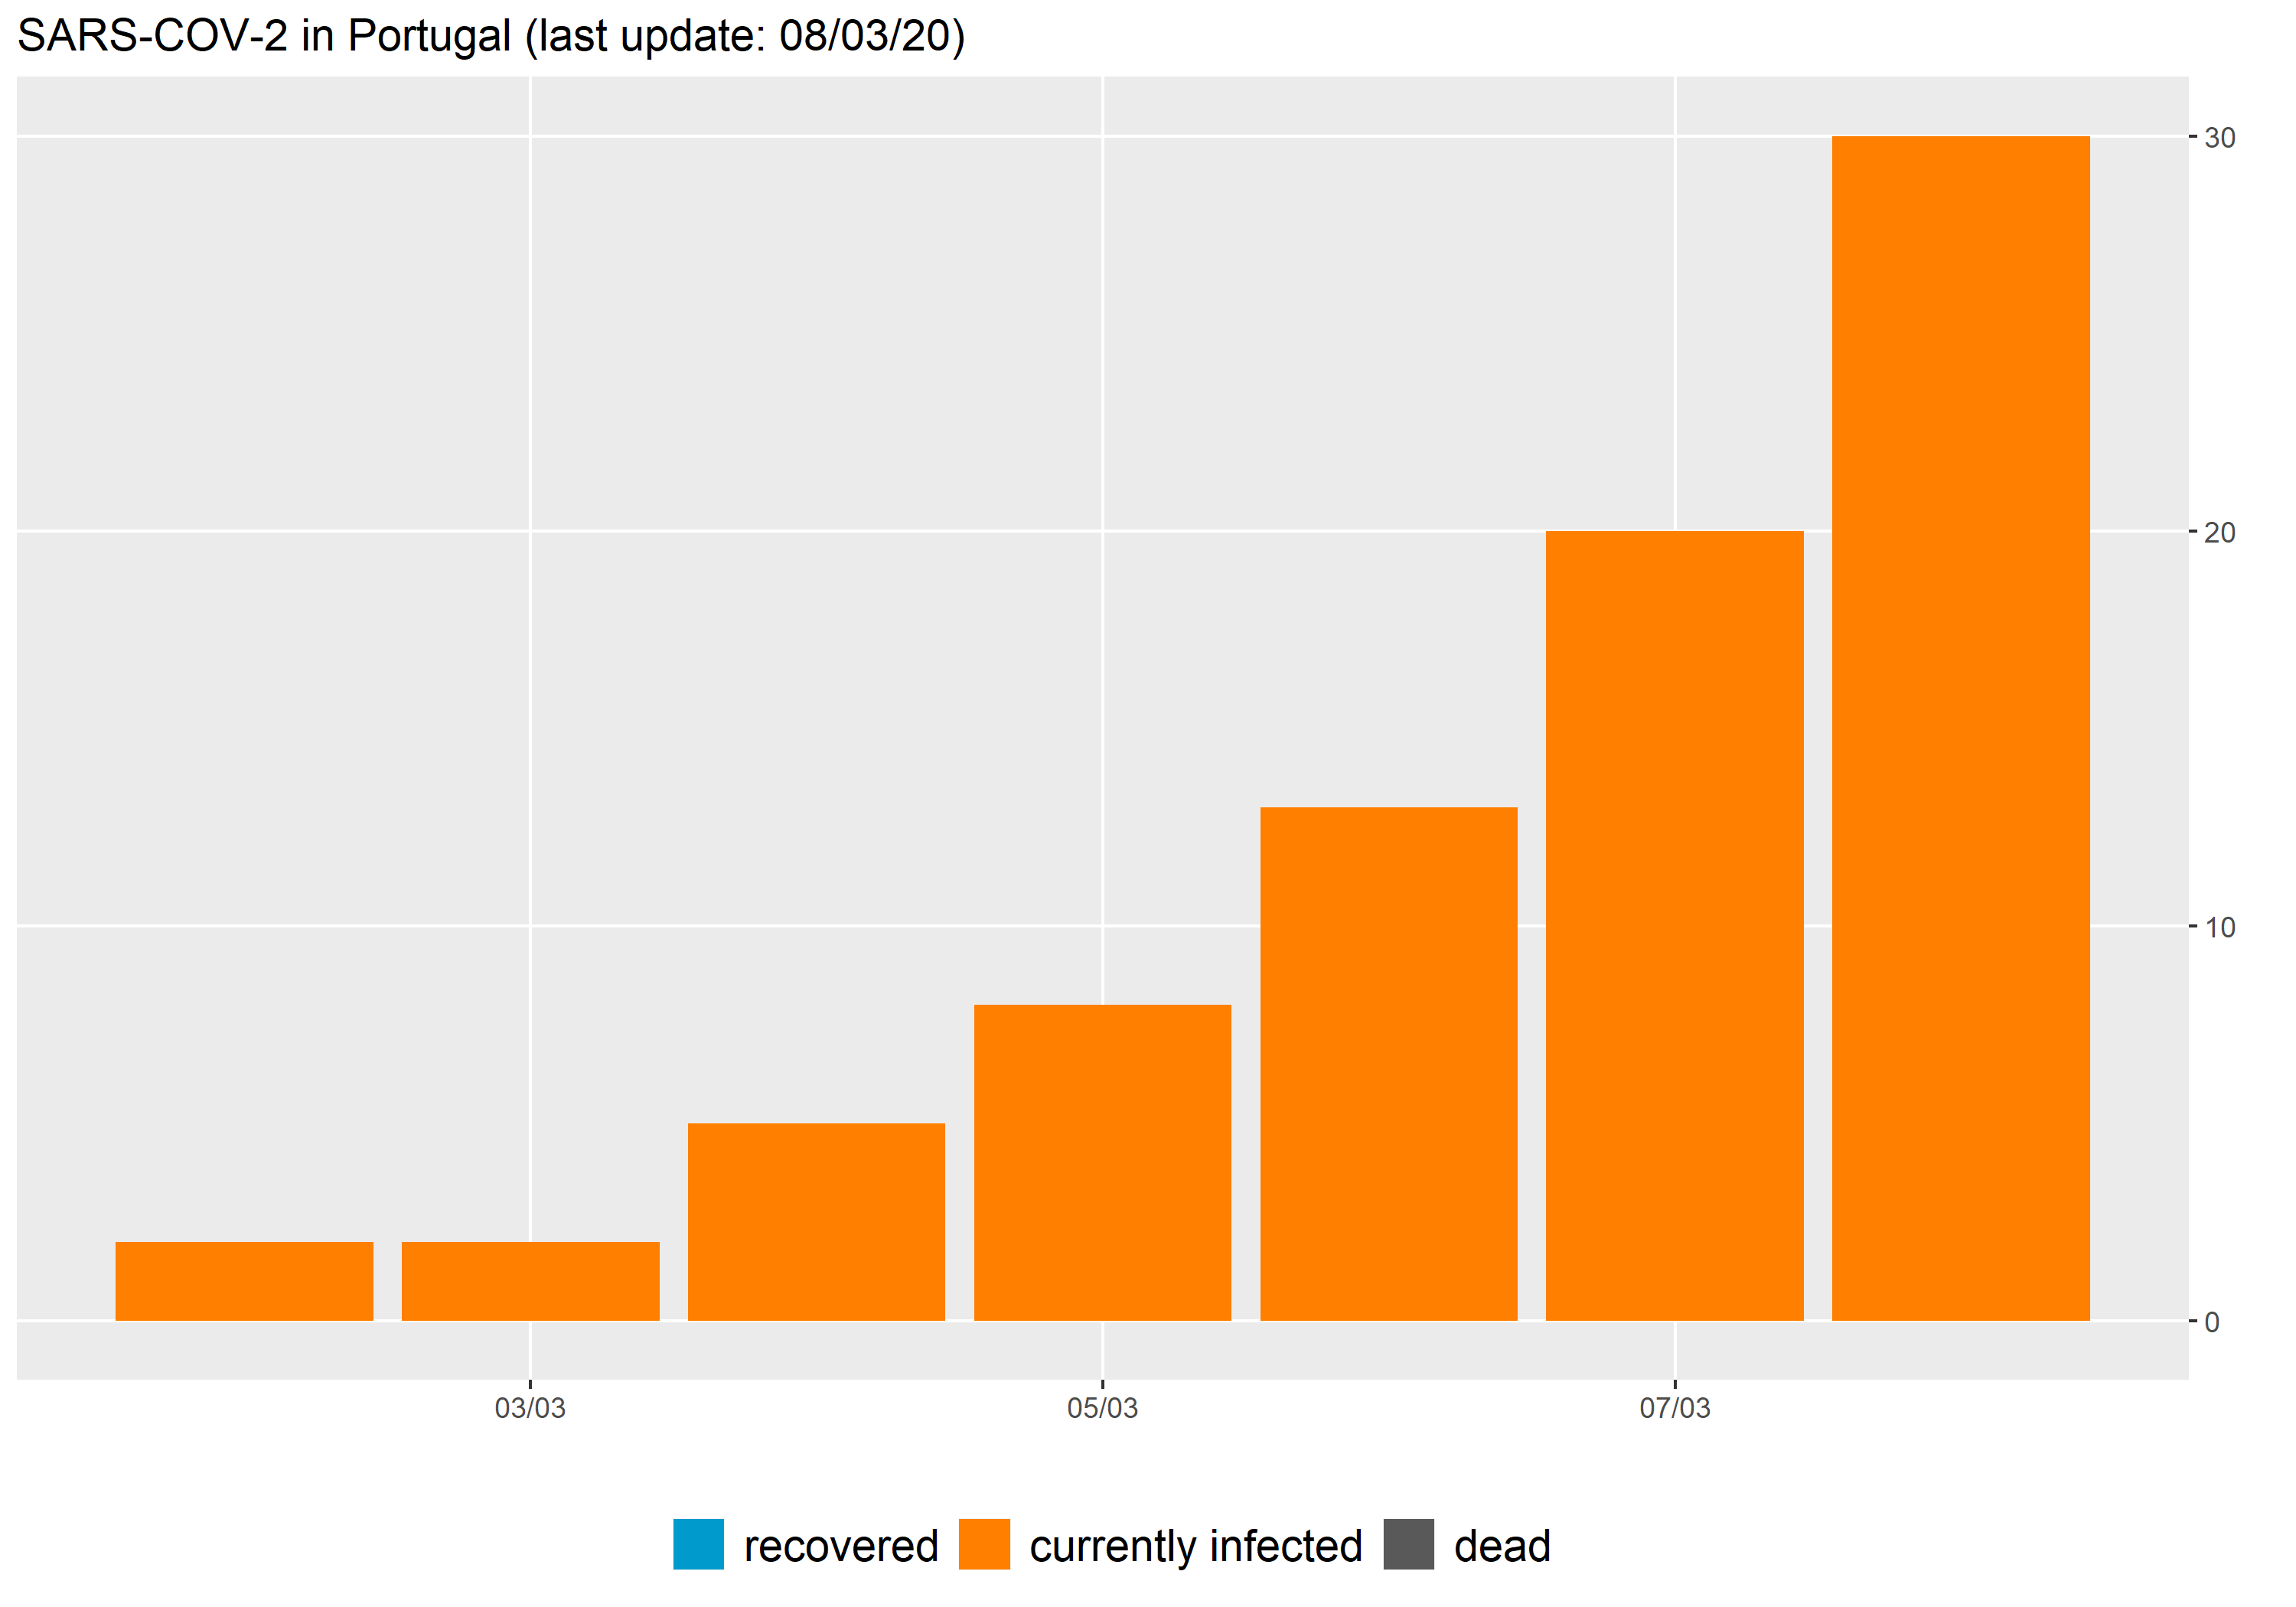 SARS-COV-2 in Portugal (last update: 08/03/20)
30
20
10
0
03/03 05/03 07/03
recovered currently infected dead